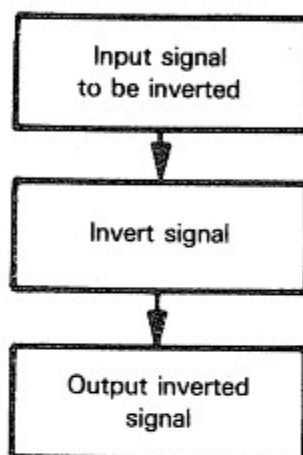 Input signal
to be inverted
Invert signal
Output inverted
signal